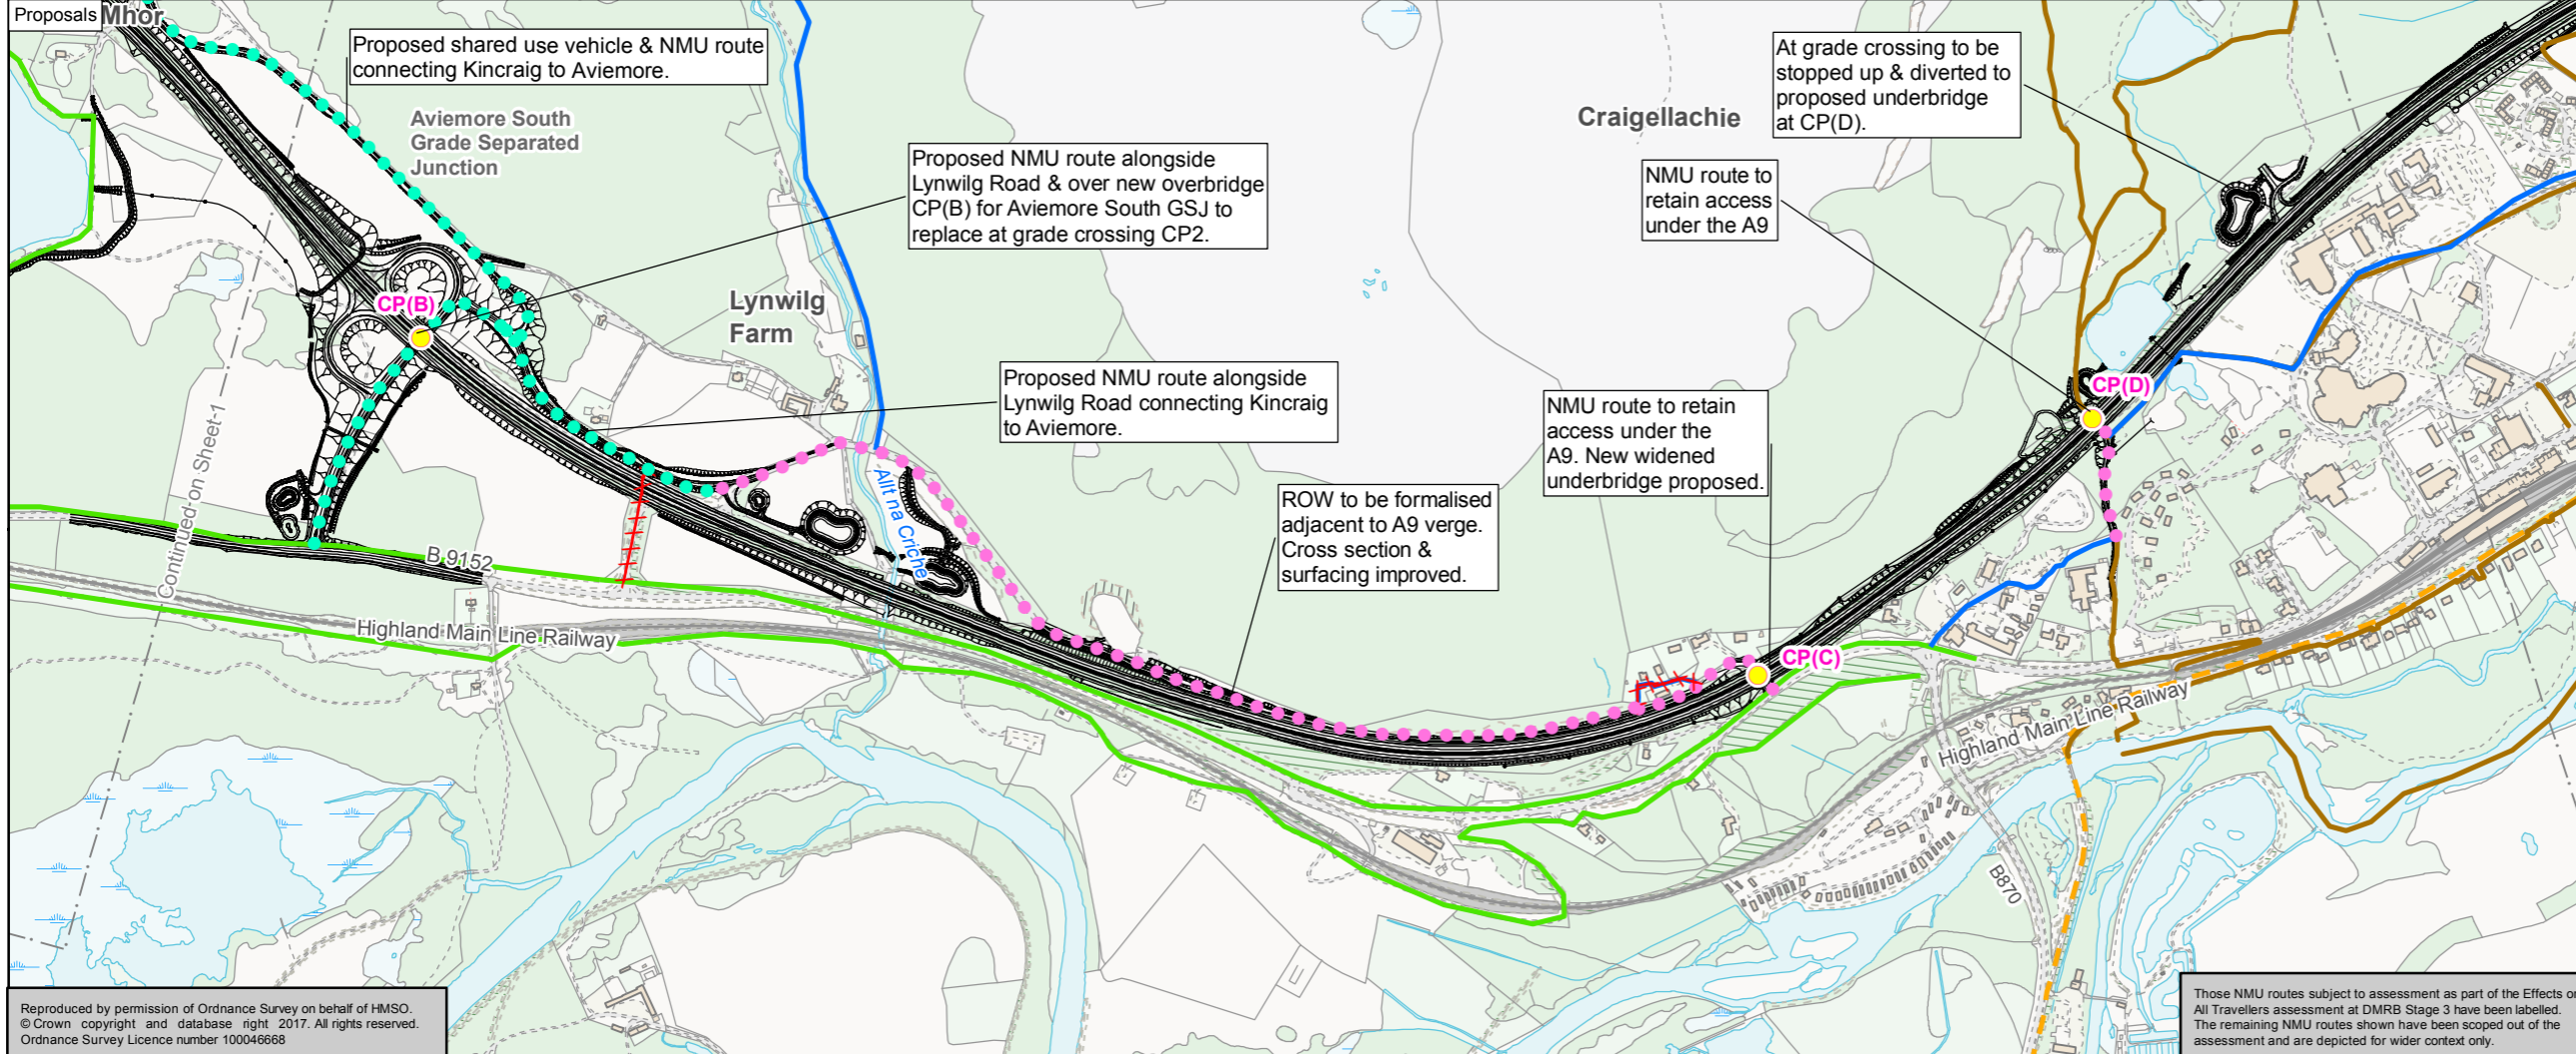 Proposals
Mhor
Proposed shared use vehicle & NMU route
connecting Kincraig to Aviemore.
Aviemore South
Grade Separated
Junction
Proposed NMU route alongside
Lynwilg Road & over new overbridge
CP(B) for Aviemore South GSJ to
replace at grade crossing CP2.
Craigellachie
At grade crossing to be
stopped up & diverted to
proposed underbridge
at CP(D).
NMU route to
retain access
under the A9
CP(B)
Lynwilg
Farm
Proposed NMU route alongside
Lynwilg Road connecting Kincraig
to Aviemore.
NMU route to retain
access under the
A9. New widened
underbridge proposed.
CP(D)
Continued on Sheet 1
Allt na Criche
ROW to be formalised
adjacent to A9 verge.
Cross section &
surfacing improved.
B 9152
Highland Main Line Railway
CP(C)
Highland Main Line Railway
B870
Reproduced by permission of Ordnance Survey on behalf of HMSO.
© Crown copyright and database right 2017. All rights reserved.
Ordnance Survey Licence number 100046668
Those NMU routes subject to assessment as part of the Effects on
All Travellers assessment at DMRB Stage 3 have been labelled.
The remaining NMU routes shown have been scoped out of the
assessment and are depicted for wider context only.